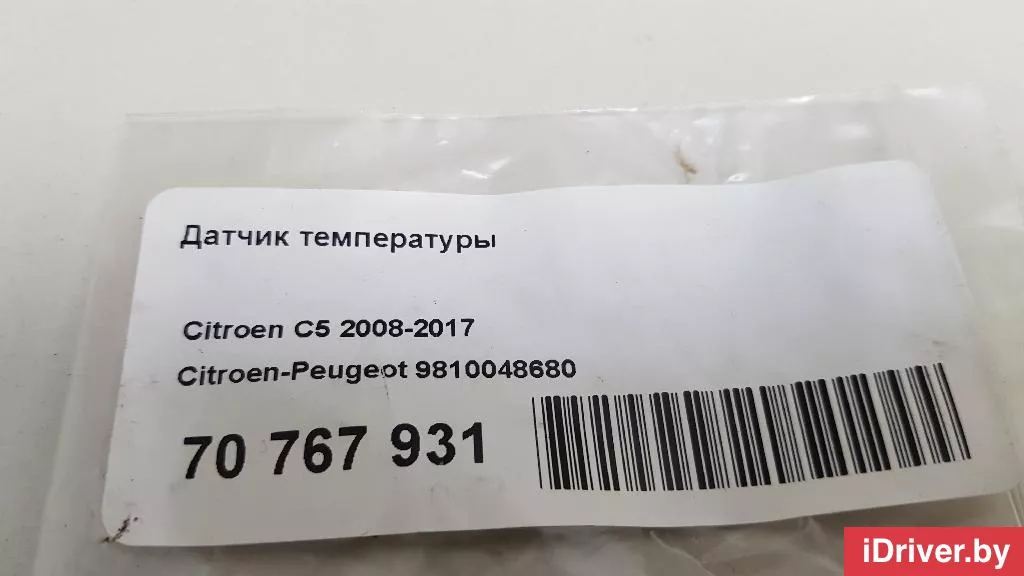 Датчик температуры
Citroen C5 2008-2017
Citroen-Peugeot 9810048680
70 767 931
iDriver.by